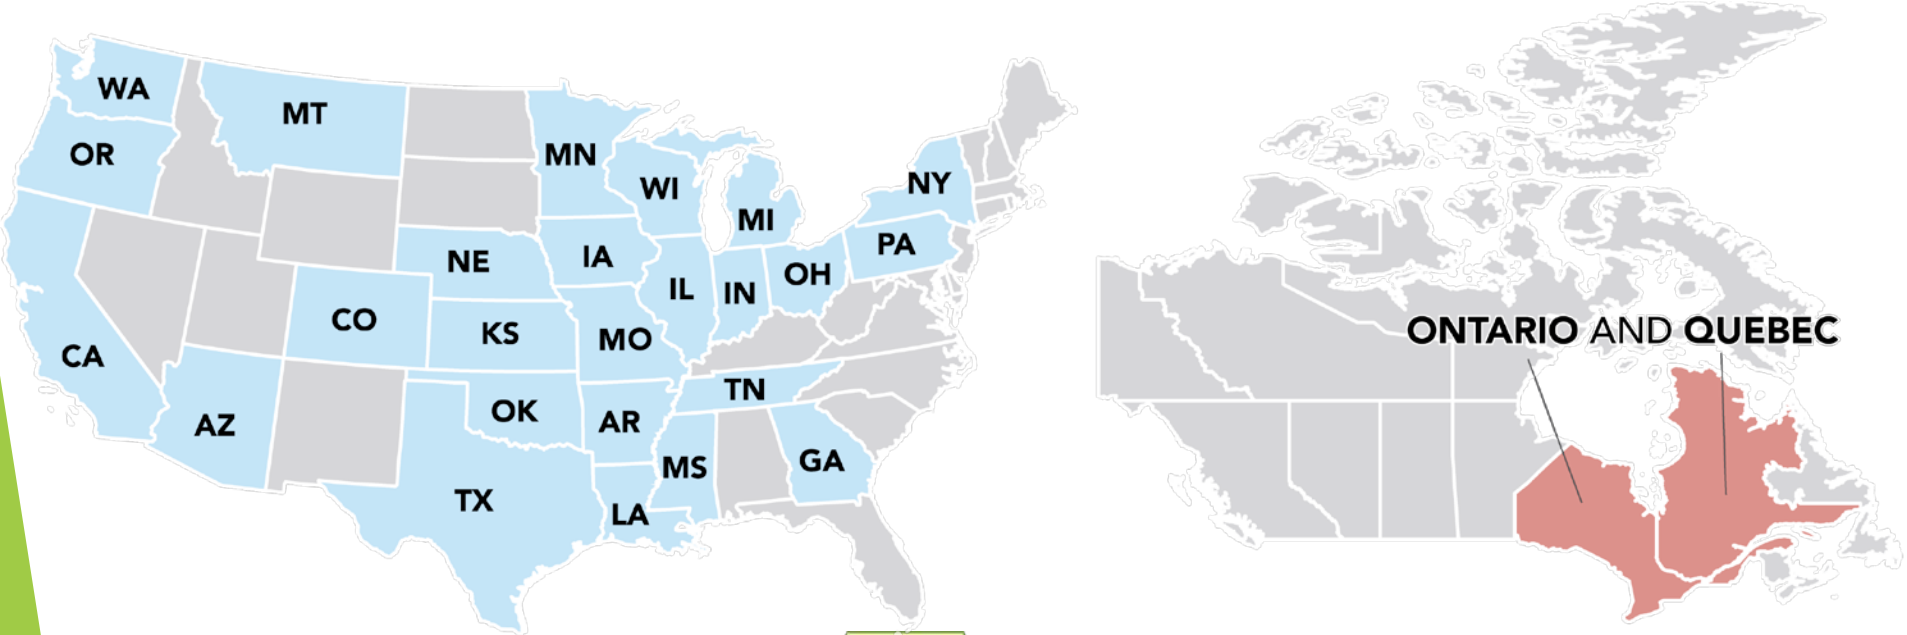 WA
MT
OR
MN
WI
NY
MI
PA
NE
IA
OH
IL
IN
CO
KS
MO
CA
TN
OK
AR
AZ
MS
GA
TX
LA
ONTARIO AND QUEBEC